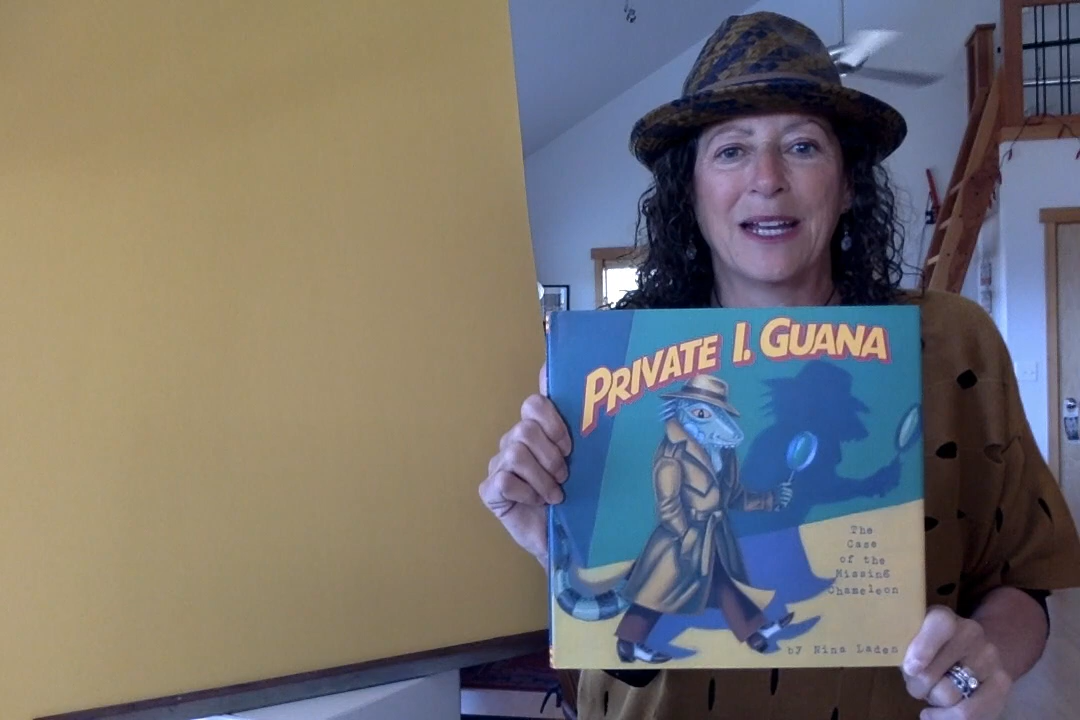 PRIVATE I. GUANA
The
Case
of the
Missing
Chameleon
by Nina Laden